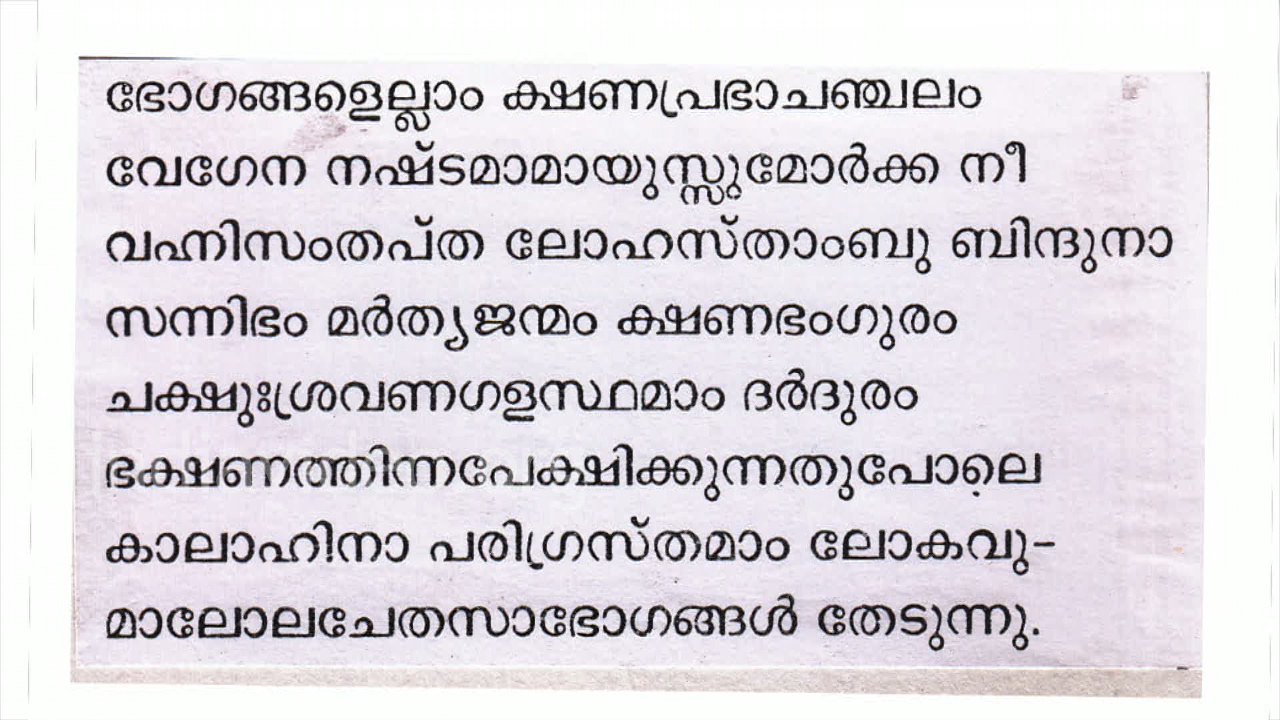 ഭോഗങ്ങളെല്ലാം ക്ഷണപ്രഭാചഞ്ചലം
വേഗേന നഷ്ടമാമായുസ്സുമോർക്ക നീ
വഹ്നിസംതപ്ത ലോഹസ്താംബു ബിന്ദുനാ
സന്നിഭം മർത്യജന്മം ക്ഷണഭംഗുരം
ചക്ഷുഃശ്രവണഗളസ്ഥമാം ദർദുരം
ഭക്ഷണത്തിന്നപേക്ഷിക്കുന്നതുപോലെ
കാലാഹിനാ പരിഗ്രസ്തമാം ലോകവു-
മാലോലചേതസാഭോഗങ്ങൾ തേടുന്നു.